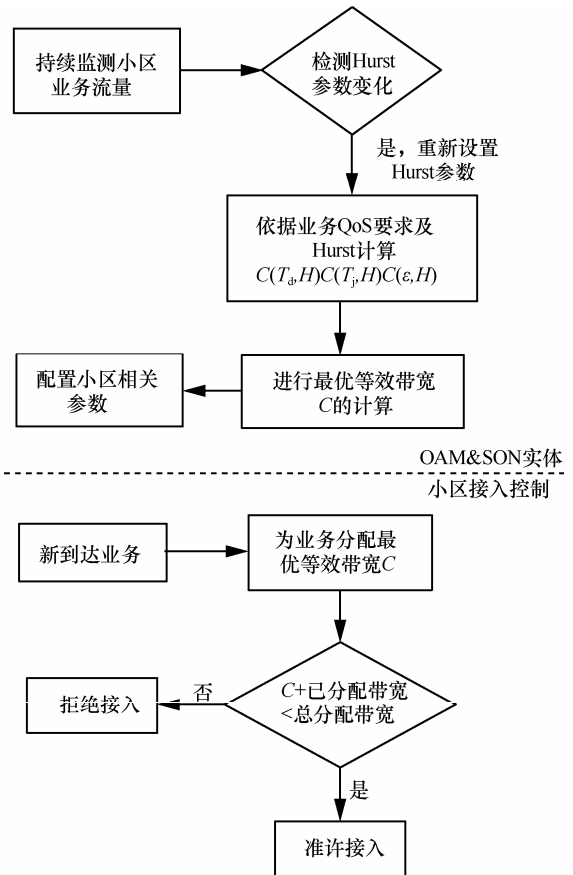 持续监测小区
业务流量
检测Hurst
参数变化
是，重新设置
Hurst参数
依据业务QoS要求及
Hurst计算
C(Td,H)C(Tj,H)C(ε,H)
配置小区相关
参数
进行最优等效带宽
C的计算
OAM&SON实体
小区接入控制
新到达业务
为业务分配最
优等效带宽C
C+已分配带宽
<总分配带宽
否
拒绝接入
是
准许接入